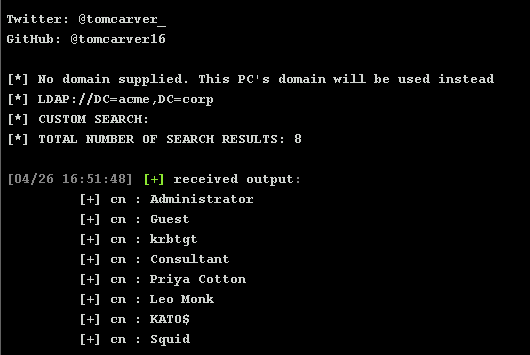 Twitter: @tomcarver_
GitHub: @tomcarver16
[*] No domain supplied. This PC's domain will be used instead
[*] LDAP://DC=acme,DC=corp
[*] CUSTOM SEARCH:
[*] TOTAL NUMBER OF SEARCH RESULTS: 8
[04/26 16:51:48] [+] received output:
[+] cn : Administrator
[+] cn : Guest
[+] cn : krbtgt
[+] cn : Consultant
[+] cn : Priya Cotton
[+] cn : Leo Monk
[+] cn : KATO$
[+] cn : Squid